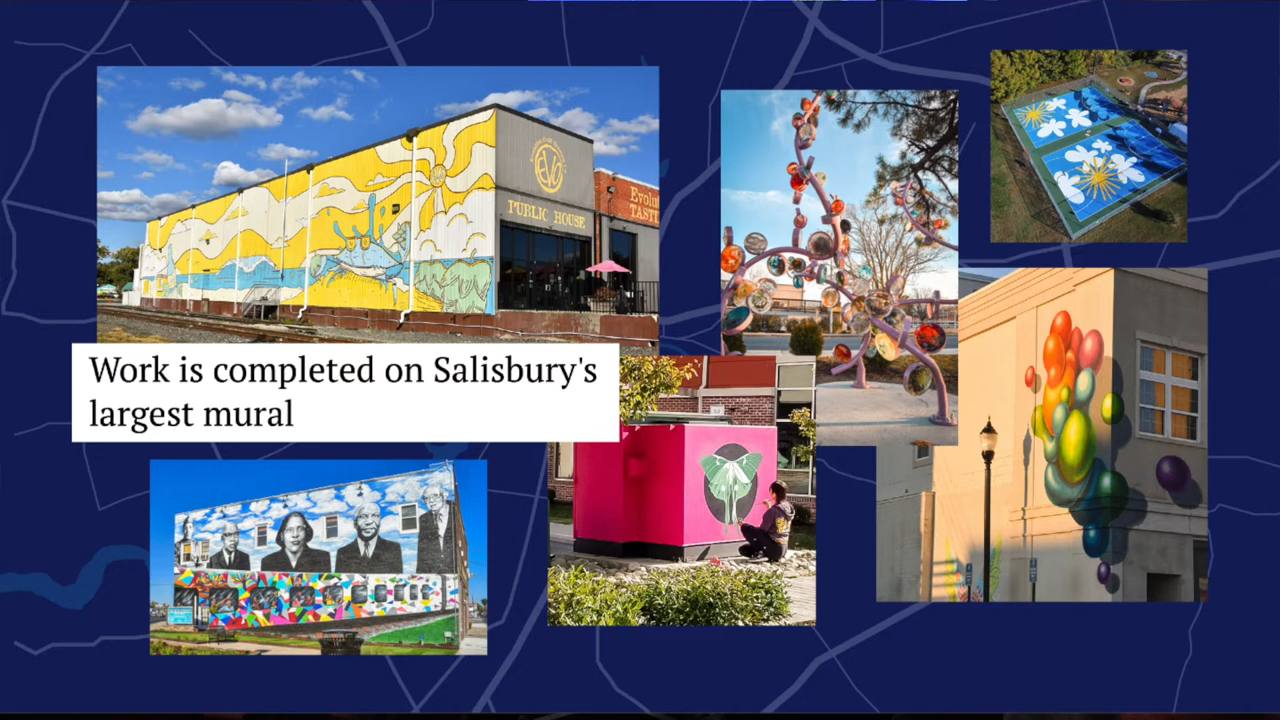 EVO
PUBLIC HOUSE
Work is completed on Salisbury's
largest mural